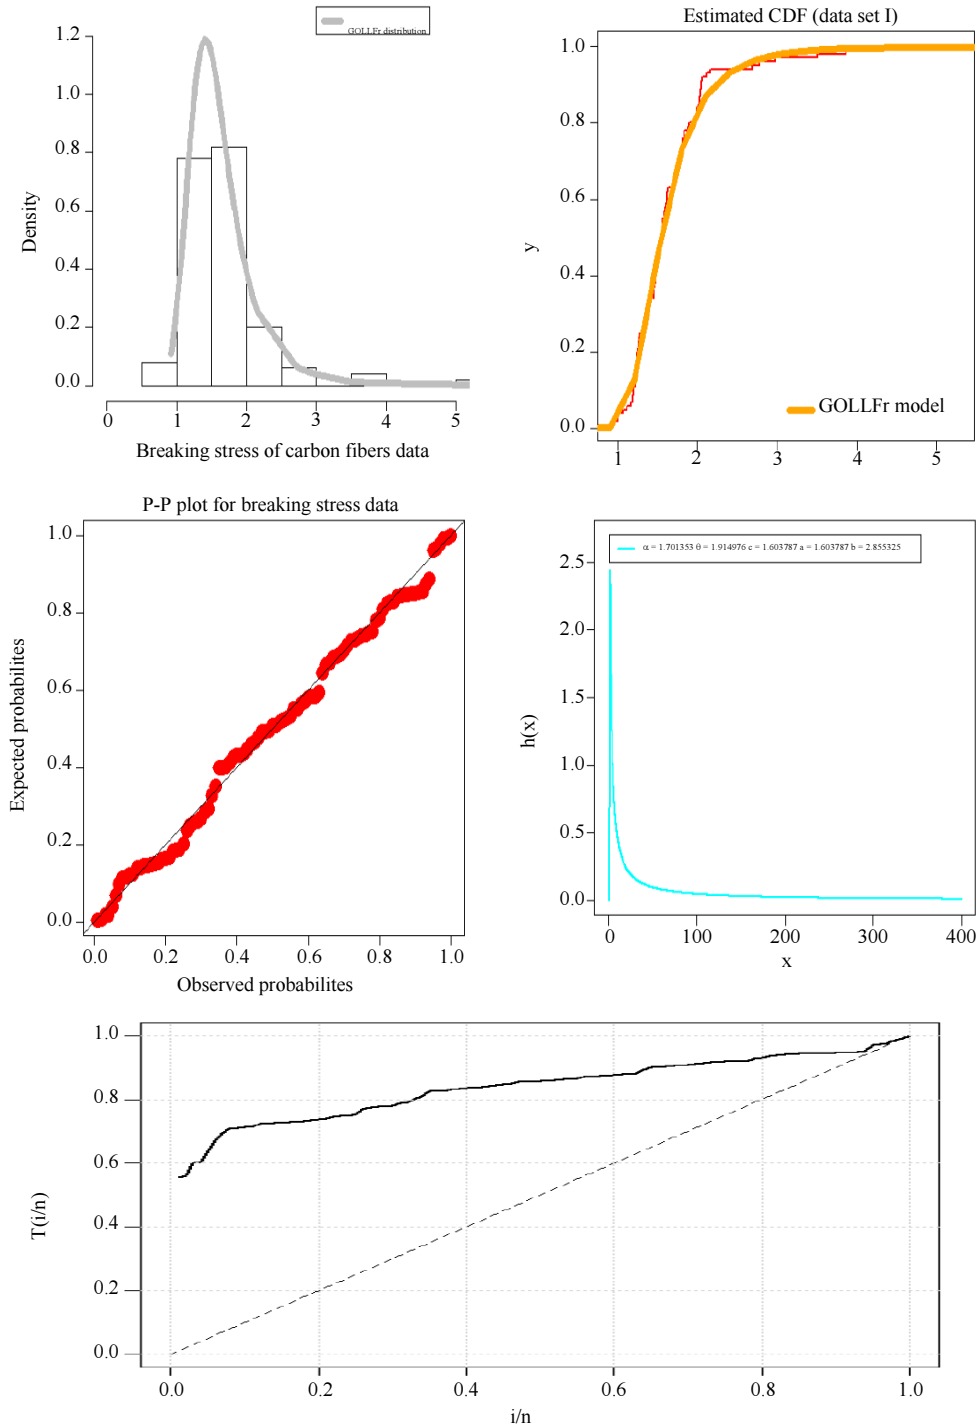 GOLLFr distribution
1.2
1.0
0.8
0.6
0.4
0.2
0.0
Density
0 1 2 3 4 5
Breaking stress of carbon fibers data
Estimated CDF (data set I)
1.0
0.8
0.6
0.4
0.2
0.0
y
GOLLFr model
1 2 3 4 5
P-P plot for breaking stress data
1.0
0.8
0.6
0.4
0.2
0.0
Expected probabilites
0.0 0.2 0.4 0.6 0.8 1.0
Observed probabilites
α = 1.701353 θ = 1.914976 c = 1.603787 a = 1.603787 b = 2.855325
2.5
2.0
1.5
1.0
0.5
0.0
h(x)
0 100 200 300 400
x
1.0
0.8
0.6
0.4
0.2
0.0
T(i/n)
0.0 0.2 0.4 0.6 0.8 1.0
i/n